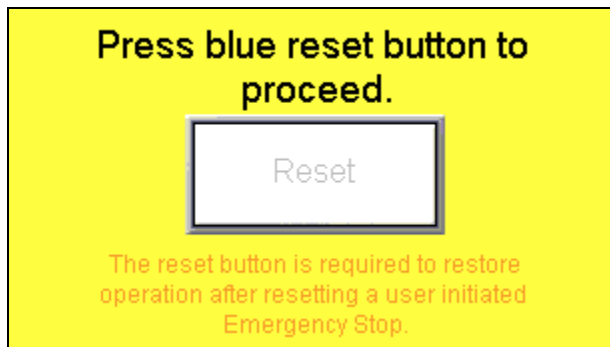 Press blue reset button to
proceed.
Reset
The reset button is required to restore
operation after resetting a user initiated
Emergency Stop.